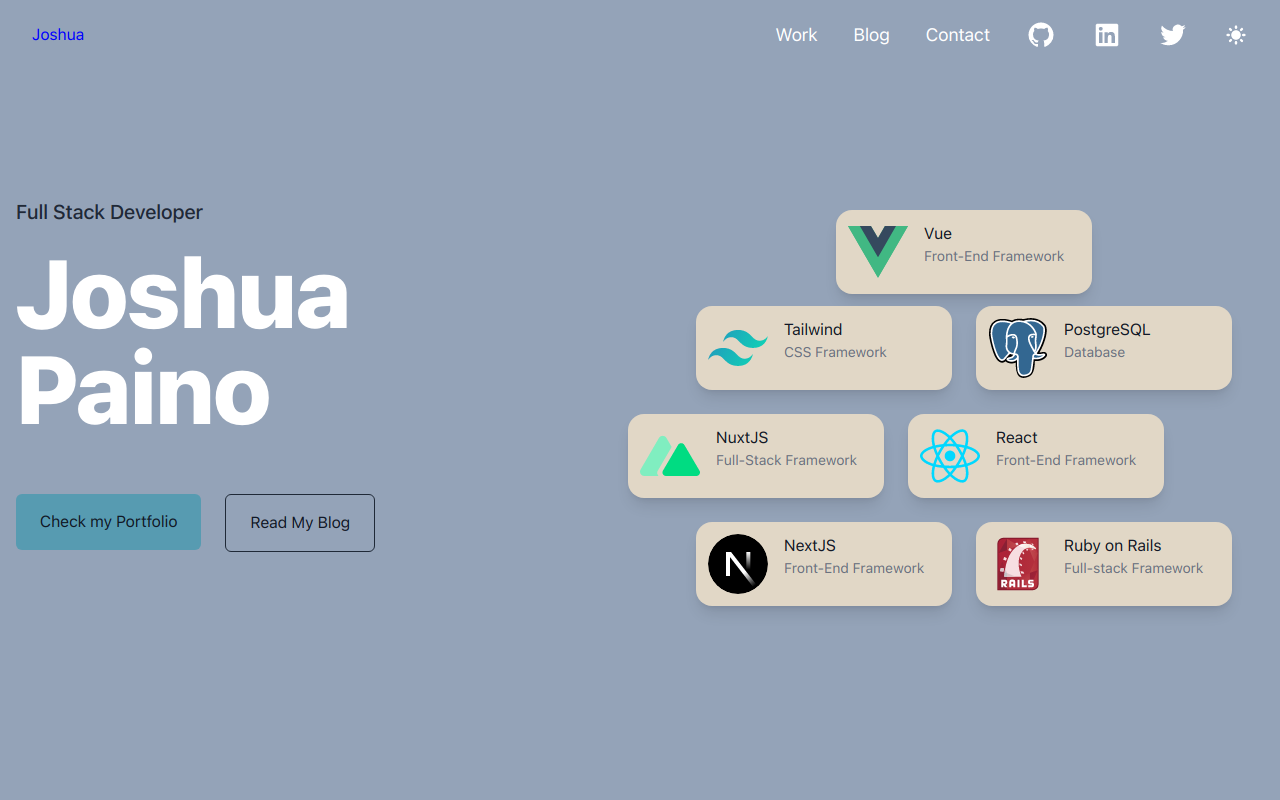 Joshua
Work
Blog
Contact
Full Stack Developer
Joshua
Paino
Check my Portfolio
Read My Blog
Vue
Front-End Framework
Tailwind
CSS Framework
PostgreSQL
Database
NuxtJS
Full-Stack Framework
React
Front-End Framework
NextJS
Front-End Framework
RAILS
Ruby on Rails
Full-stack Framework